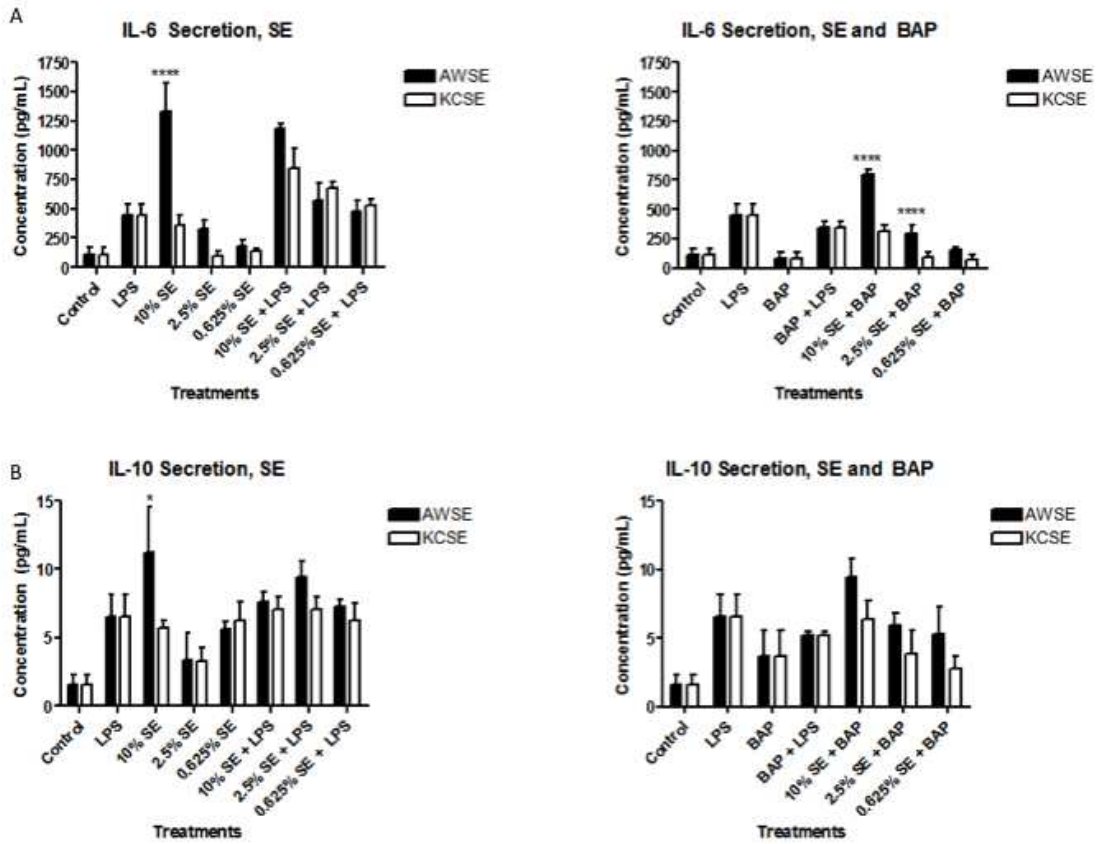 A
IL-6 Secretion, SE
Concentration (pg/mL)
1750
1500
1250
1000
750
500
250
0
****
AWSE
KCSE
Control
LPS
10% SE
2.5% SE
0.625% SE
10% SE + LPS
2.5% SE + LPS
0.625% SE + LPS
Treatments
IL-6 Secretion, SE and BAP
Concentration (pg/mL)
1750
1500
1250
1000
750
500
250
0
****
****
AWSE
KCSE
Control
LPS
BAP
BAP + LPS
10% SE + BAP
2.5% SE + BAP
0.625% SE + BAP
Treatments
B
IL-10 Secretion, SE
Concentration (pg/mL)
15
10
5
0
*
AWSE
KCSE
Control
LPS
10% SE
2.5% SE
0.625% SE
10% SE + LPS
2.5% SE + LPS
0.625% SE + LPS
Treatments
IL-10 Secretion, SE and BAP
Concentration (pg/mL)
15
10
5
0
AWSE
KCSE
Control
LPS
BAP
BAP + LPS
10% SE + BAP
2.5% SE + BAP
0.625% SE + BAP
Treatments